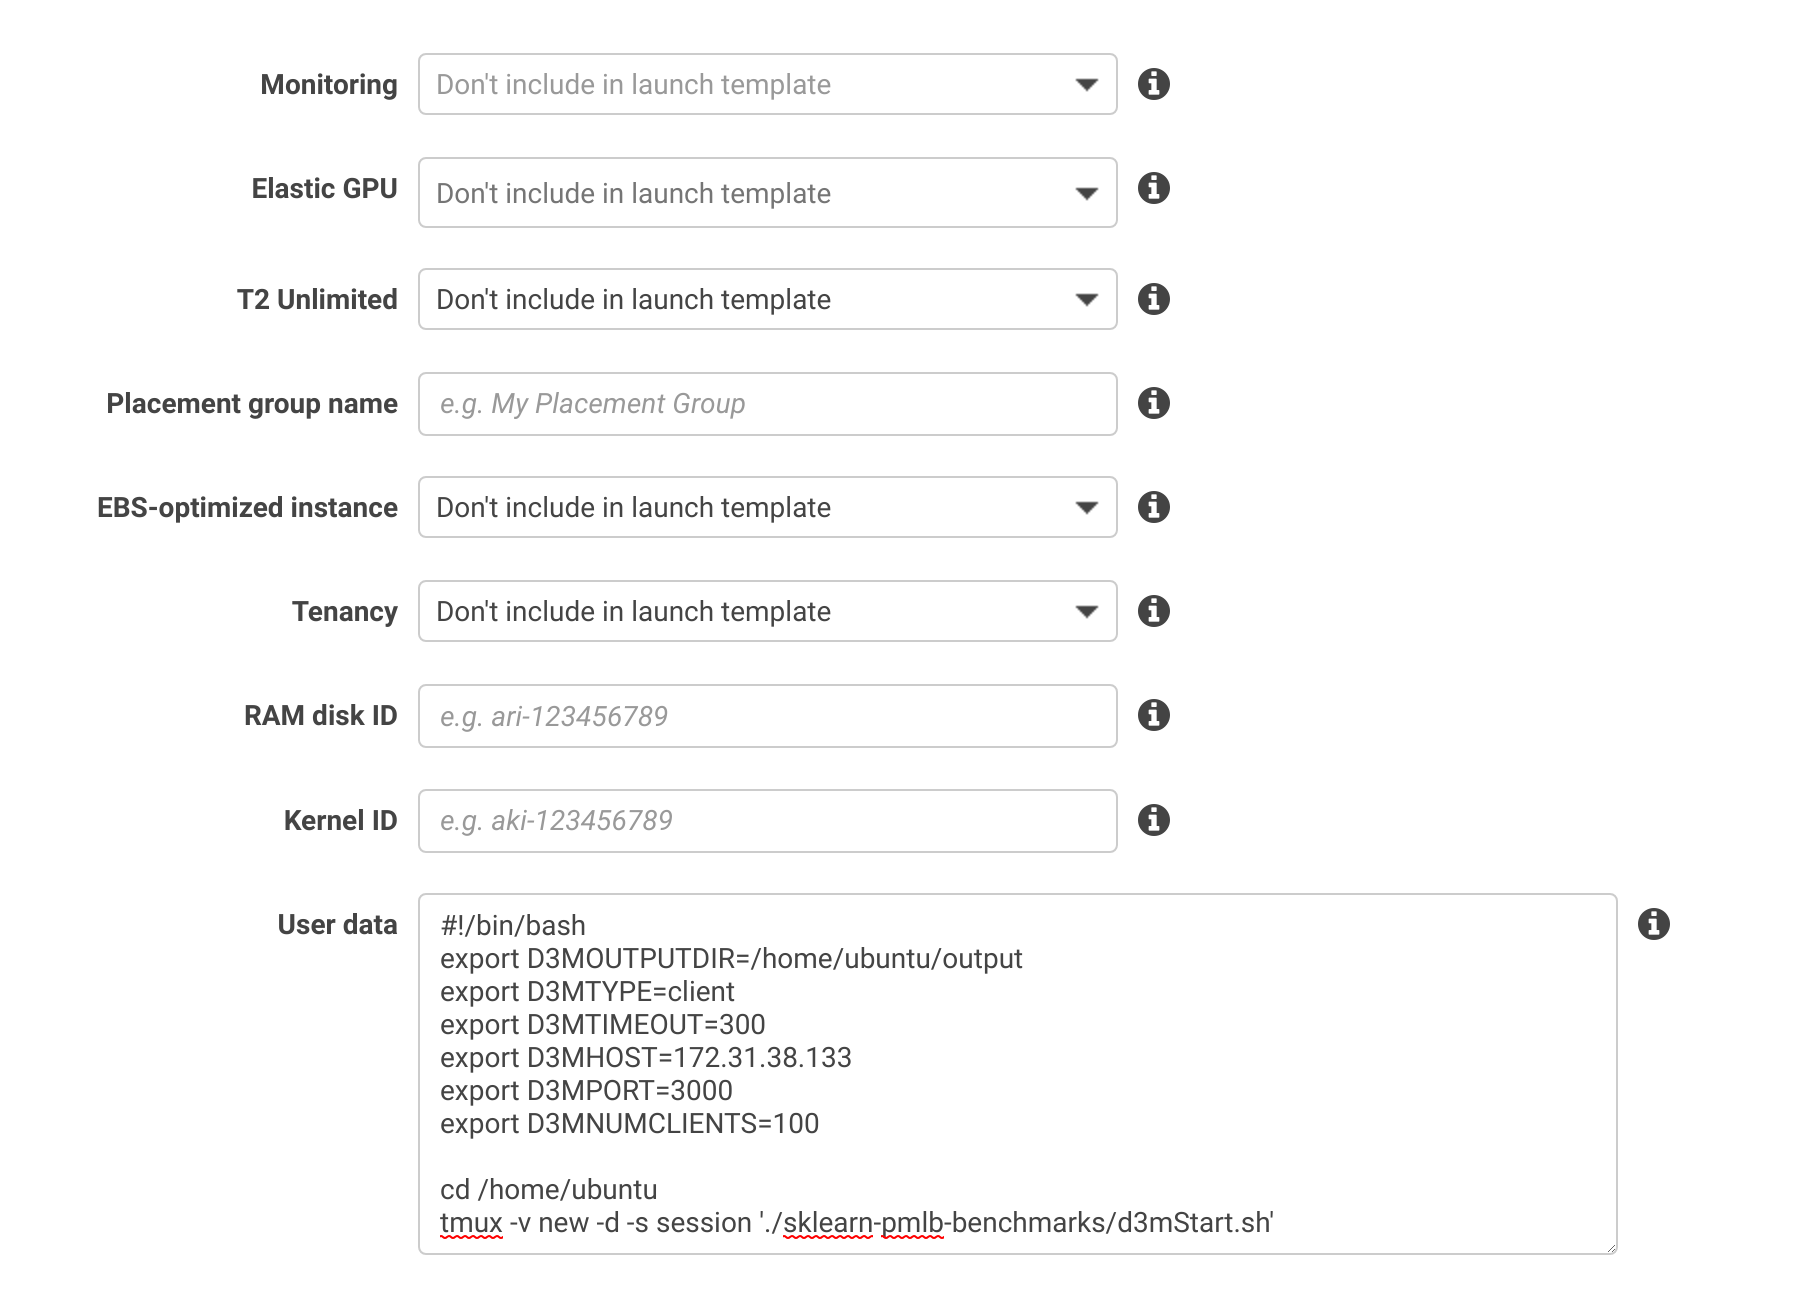 Monitoring Don't include in launch template
Elastic GPU Don't include in launch template
T2 Unlimited Don't include in launch template
Placement group name e.g. My Placement Group
EBS-optimized instance Don't include in launch template
Tenancy Don't include in launch template
RAM disk ID e.g. ari-123456789
Kernel ID e.g. aki-123456789
User data #!/bin/bash
export D3MOUTPUTDIR=/home/ubuntu/output
export D3MTYPE=client
export D3MTIMEOUT=300
export D3MHOST=172.31.38.133
export D3MPORT=3000
export D3MNUMCLIENTS=100
cd /home/ubuntu
tmux -v new -d -s session './sklearn-pmlb-benchmarks/d3mStart.sh'